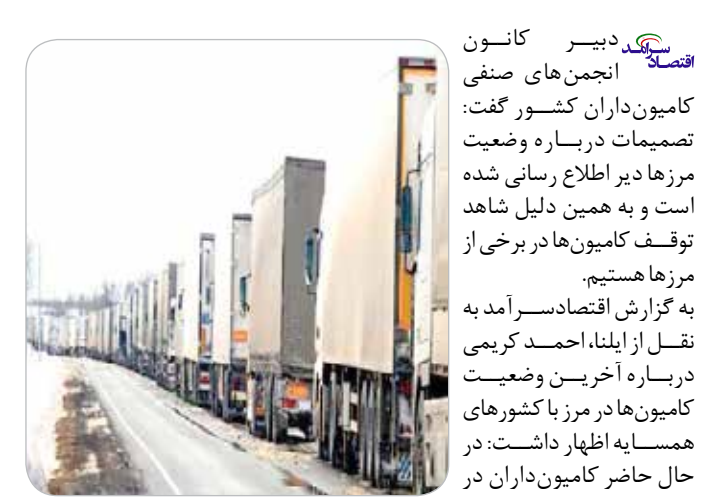 اقتصاد سرآمد
دبیر کانون
انجمن‌های صنفی
کامیون‌داران کشور گفت:
تصمیمات درباره وضعیت
مرزها دیر اطلاع رسانی شده
است و به همین دلیل شاهد
توقف کامیون‌ها در برخی از
مرزها هستیم.
به گزارش اقتصادسرآمد به
نقل از ایلنا، احمد کریمی
درباره آخرین وضعیت
کامیون‌ها در مرز با کشورهای
همسایه اظهار داشت: در
حال حاضر کامیون‌داران در